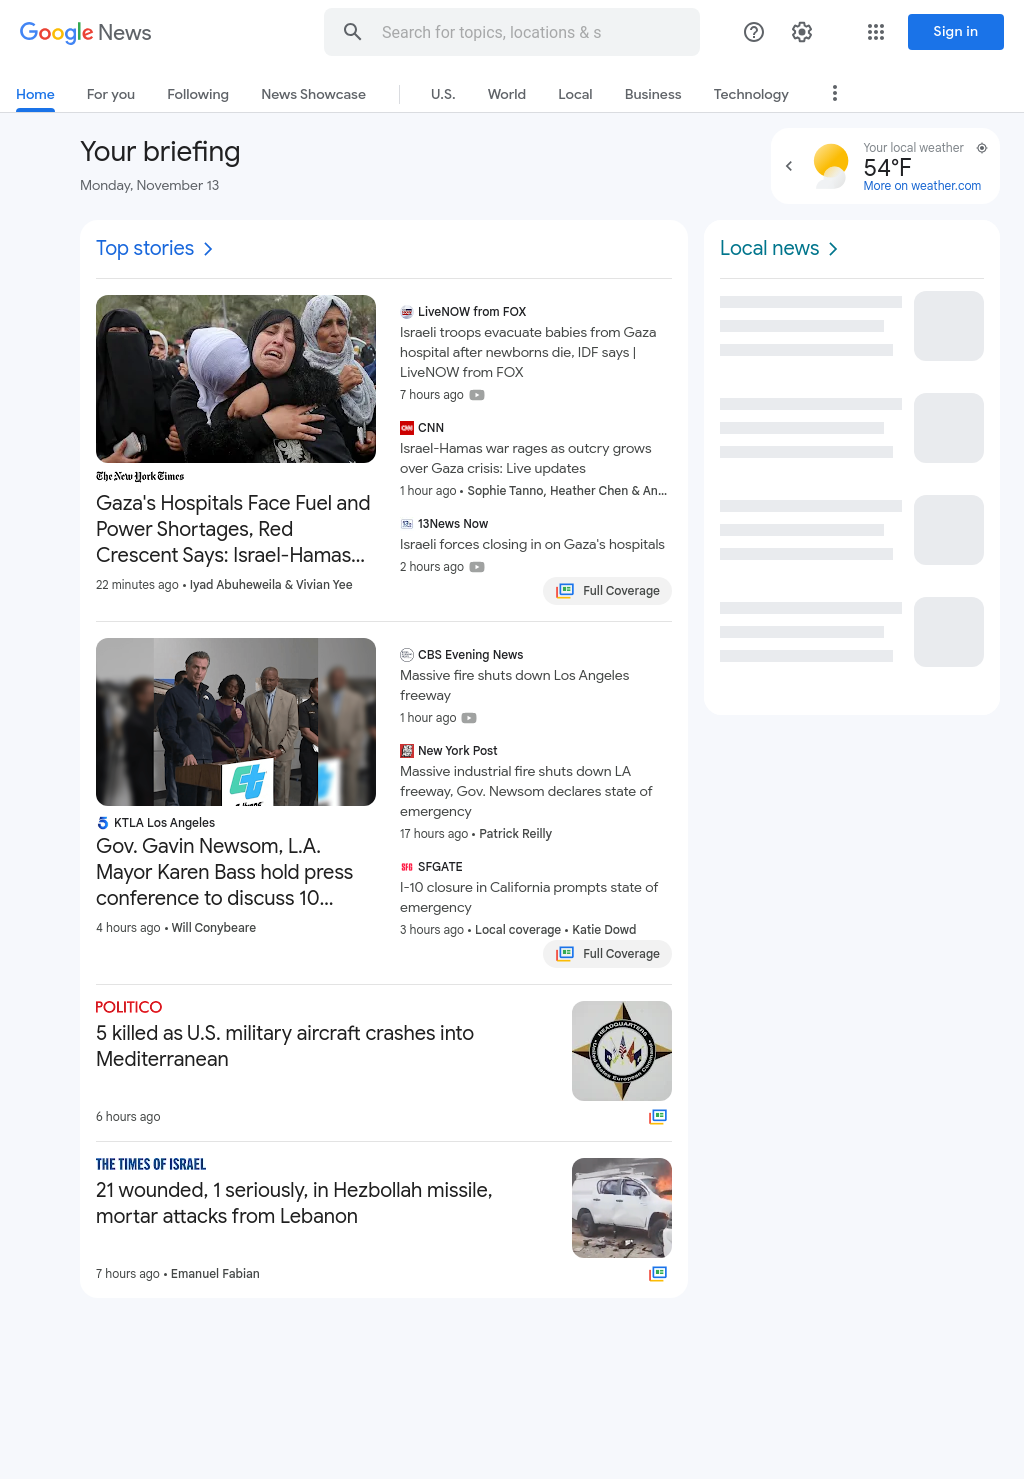 Google News
Search for topics, locations & s
Sign in
Home
For you
Following
News Showcase
U.S.
World
Local
Business
Technology
Your briefing
Monday, November 13
Your local weather
54°F
More on weather.com
Top stories
The New York Times
Gaza's Hospitals Face Fuel and
Power Shortages, Red
Crescent Says: Israel-Hamas...
22 minutes ago • Iyad Abuheweila & Vivian Yee
LiveNOW from FOX
Israeli troops evacuate babies from Gaza
hospital after newborns die, IDF says |
LiveNOW from FOX
7 hours ago
CNN
Israel-Hamas war rages as outcry grows
over Gaza crisis: Live updates
1 hour ago • Sophie Tanno, Heather Chen & An...
13News Now
Israeli forces closing in on Gaza's hospitals
2 hours ago
Full Coverage
KTLA Los Angeles
Gov. Gavin Newsom, L.A.
Mayor Karen Bass hold press
conference to discuss 10...
4 hours ago • Will Conybeare
CBS Evening News
Massive fire shuts down Los Angeles
freeway
1 hour ago
New York Post
Massive industrial fire shuts down LA
freeway, Gov. Newsom declares state of
emergency
17 hours ago • Patrick Reilly
SFGATE
I-10 closure in California prompts state of
emergency
3 hours ago • Local coverage • Katie Dowd
Full Coverage
POLITICO
5 killed as U.S. military aircraft crashes into
Mediterranean
6 hours ago
HEADQUARTERS
THE TIMES OF ISRAEL
21 wounded, 1 seriously, in Hezbollah missile,
mortar attacks from Lebanon
7 hours ago • Emanuel Fabian
Local news